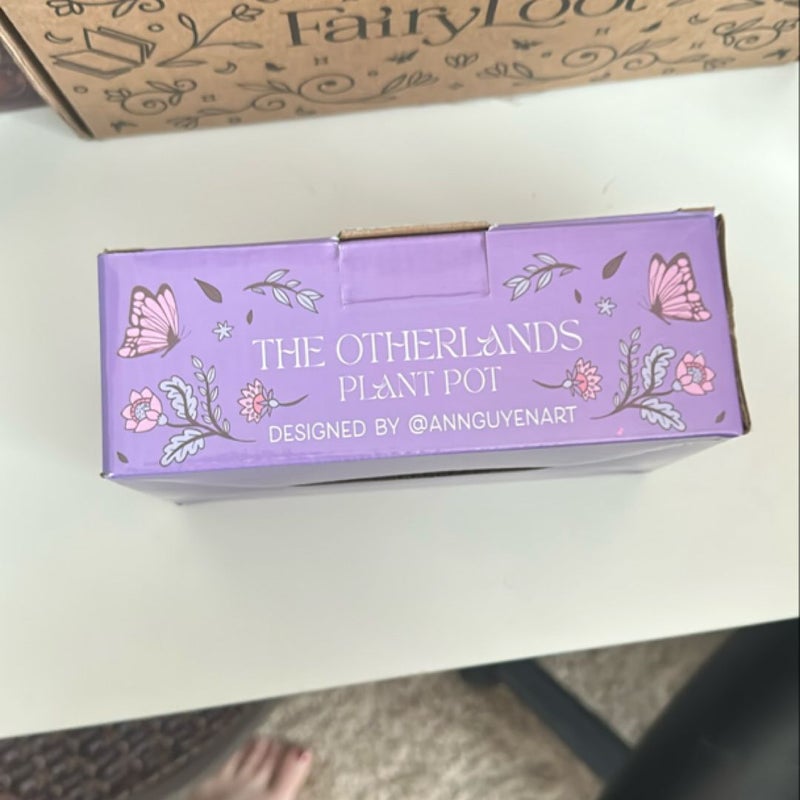 FairyLoot
THE OTHERLANDS
PLANT POT
DESIGNED BY @ANNGUYENART